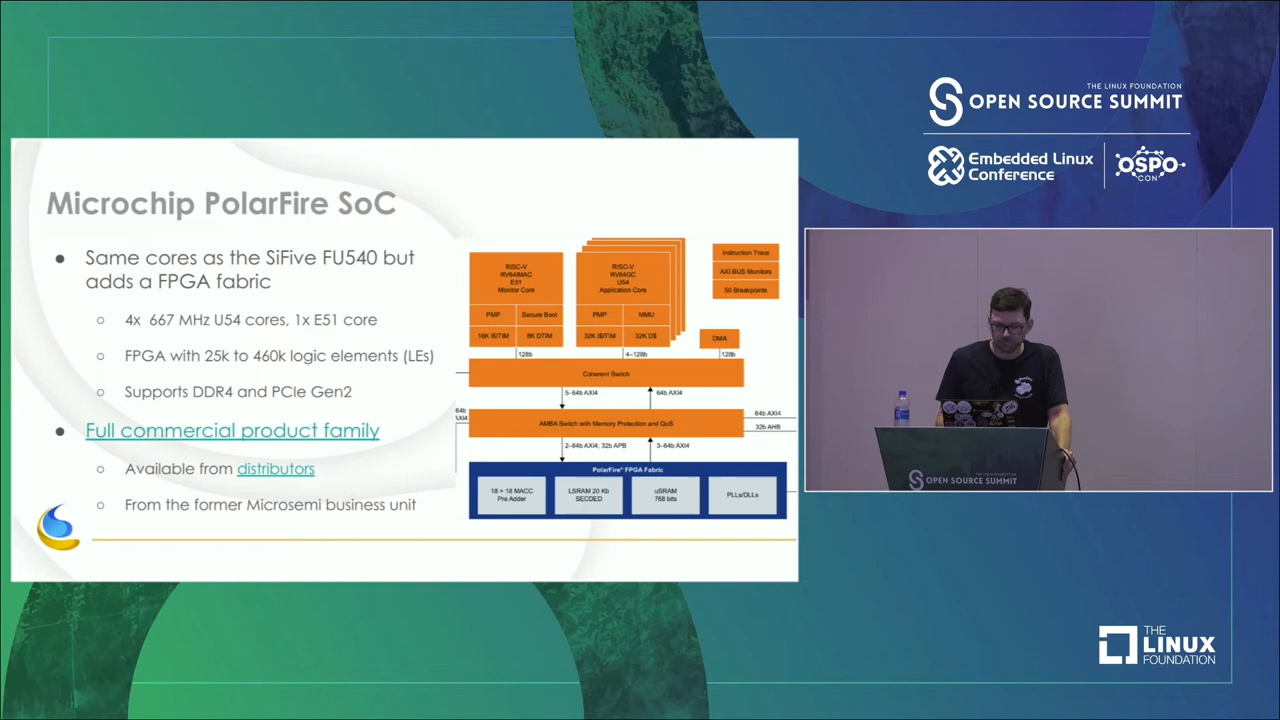 THE LINUX FOUNDATION
OPEN SOURCE SUMMIT
Embedded Linux
Conference
OSPO
CON
Microchip PolarFire SoC
● Same cores as the SiFive FU540 but
adds a FPGA fabric
○ 4x 667 MHz U54 cores, 1x E51 core
○ FPGA with 25k to 460k logic elements (LEs)
○ Supports DDR4 and PCIe Gen2
● Full commercial product family
○ Available from distributors
○ From the former Microsemi business unit
RISC-V
RV64IMAC
E51
Monitor Core
PMP
Secure Boot
16K I$ITIM
8K DTIM
RISC-V
RV64GC
U54
Application Core
PMP
MMU
32K I$ITIM
32K D$
Instruction Trace
AXI BUS Monitors
50 Breakpoints
DMA
128b
4–128b
128b
Coherent Switch
5–64b AXI4
64b AXI4
64b
AXI4
AMBA Switch with Memory Protection and QoS
64b AXI4
32b AHB
2–64b AXI4; 32b APB
3–64b AXI4
PolarFire® FPGA Fabric
18 × 18 MACC
Pre Adder
LSRAM 20 Kb
SECDED
uSRAM
768 bits
PLLs/DLLs
OPEN SOURCE SUMMIT
THE
LINUX
FOUNDATION